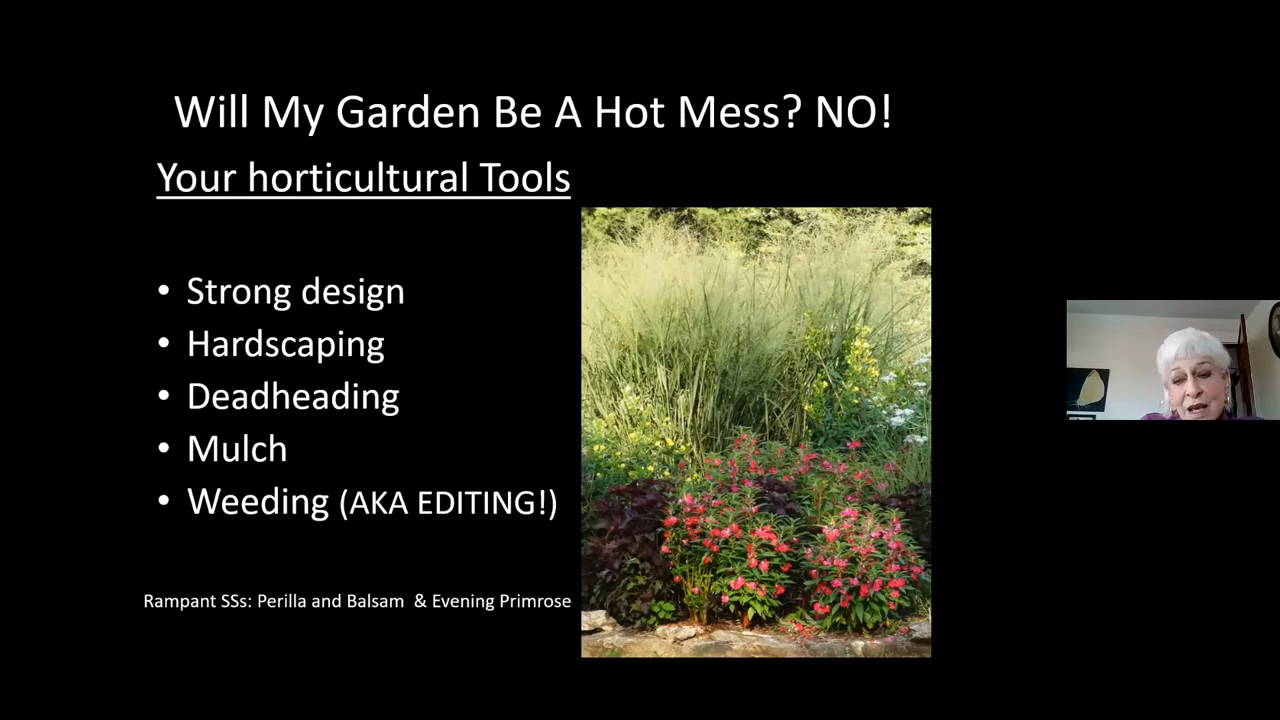 Will My Garden Be A Hot Mess? NO!
Your horticultural Tools
• Strong design
• Hardscaping
• Deadheading
• Mulch
• Weeding (AKA EDITING!)
Rampant SSs: Perilla and Balsam & Evening Primrose